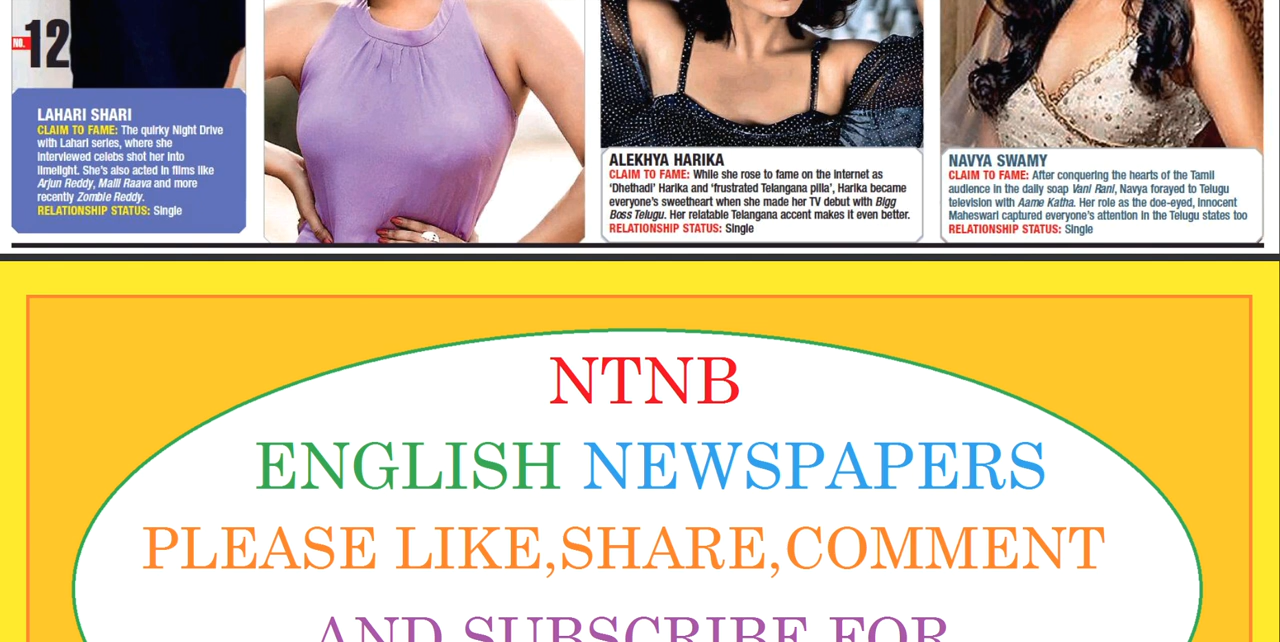 NO. 12
LAHARI SHARI
CLAIM TO FAME: The quirky Night Drive
with Lahari series, where she
interviewed celebs shot her into
limelight. She's also acted in films like
Arjun Reddy, Malli Raava and more
recently Zombie Reddy.
RELATIONSHIP STATUS: Single
ALEKHYA HARIKA
CLAIM TO FAME: While she rose to fame on the internet as
'Dhethadi' Harika and 'frustrated Telangana pilla', Harika became
everyone's sweetheart when she made her TV debut with Bigg
Boss Telugu. Her relatable Telangana accent makes it even better.
RELATIONSHIP STATUS: Single
NAVYA SWAMY
CLAIM TO FAME: After conquering the hearts of the Tamil
audience in the daily soap Vani Rani, Navya forayed to Telugu
television with Aame Katha. Her role as the doe-eyed, innocent
Maheswari captured everyone's attention in the Telugu states too
RELATIONSHIP STATUS: Single
NTNB
ENGLISH NEWSPAPERS
PLEASE LIKE,SHARE,COMMENT
AND SUBSCRIBE FOR